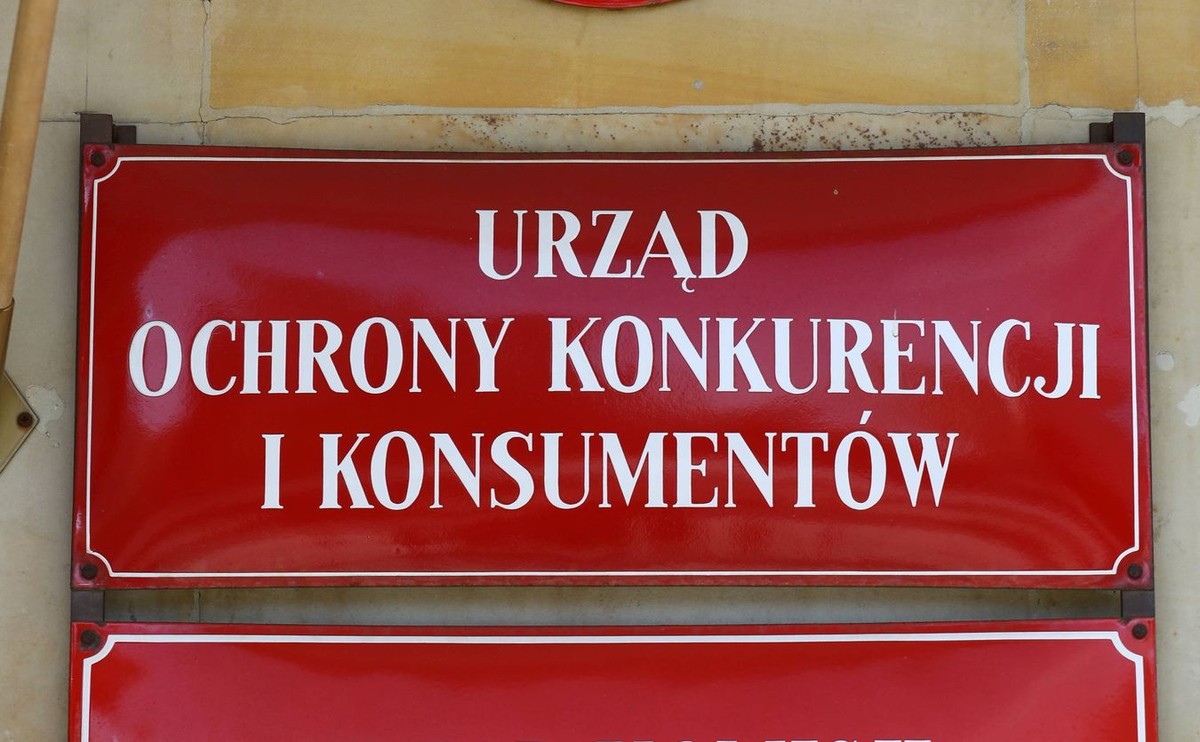 URZĄD
OCHRONY KONKURENCJI
I KONSUMENTÓW